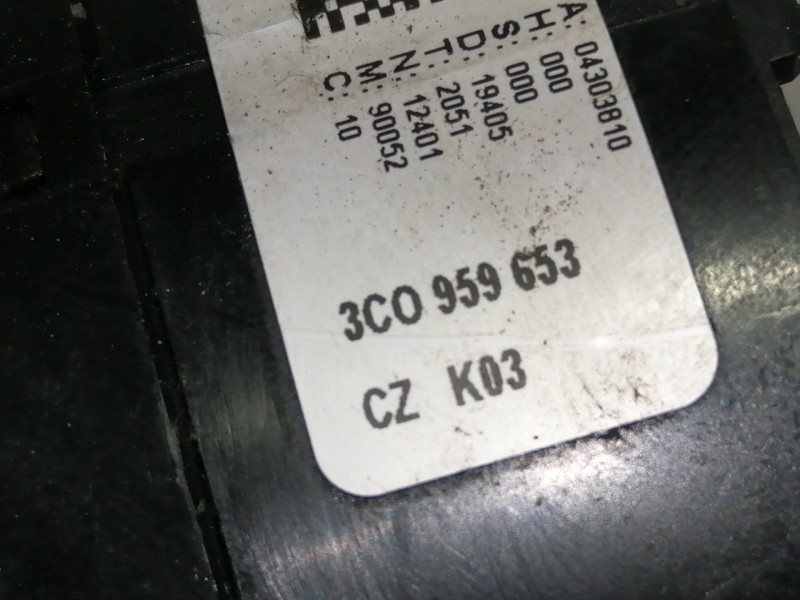 A: 04303810
H: 000
S: 000
D: 19405
T: 2051
N: 12401
M: 90052
C: 10
3C0 959 653
CZ K03